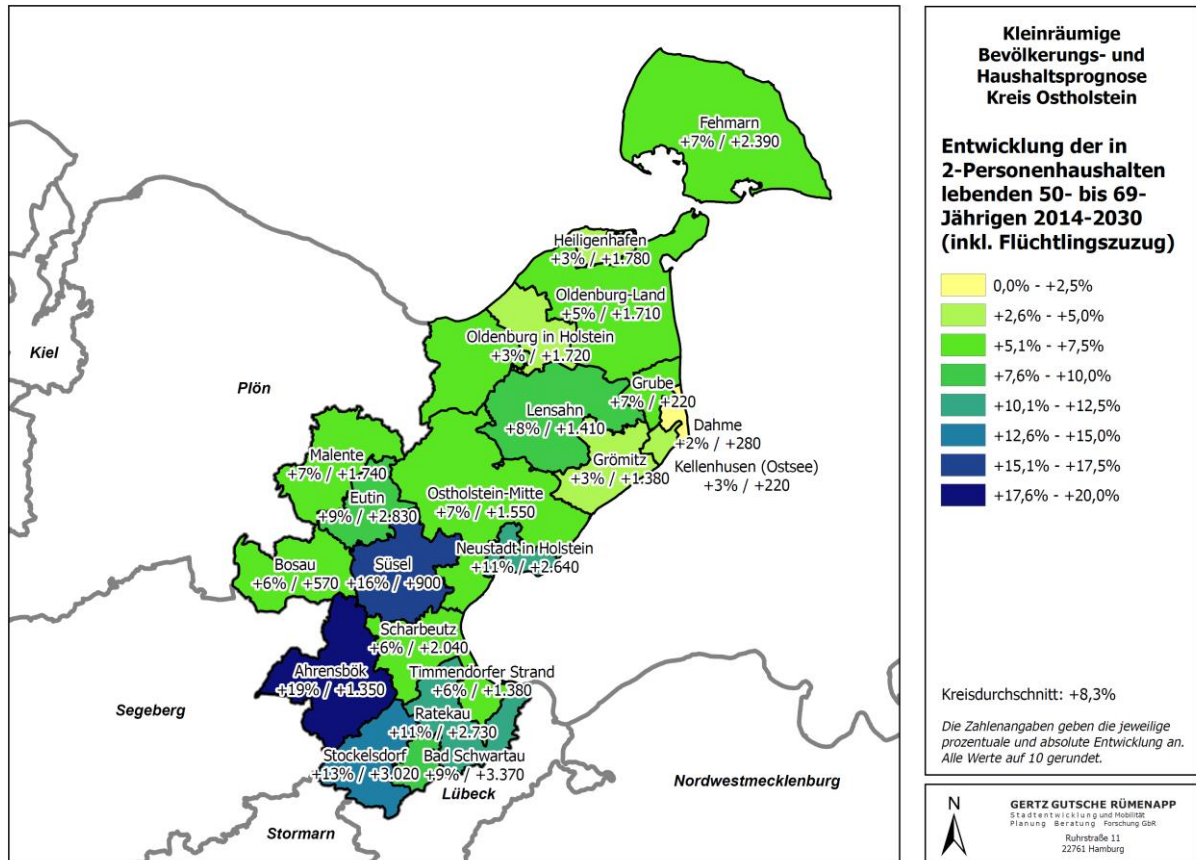 Fehmarn
+7% / +2.390
Heiligenhafen
+3% / +1.780
Oldenburg-Land
+5% / +1.710
Oldenburg in Holstein
+3% / +1.720
Kiel
Plön
Grube
+7% / +220
Lensahn
+8% / +1.410
Dahme
+2% / +280
Grömitz
+3% / +1.380
Kellenhusen (Ostsee)
+3% / +220
Malente
+7% / +1.740
Eutin
+9% / +2.830
Ostholstein-Mitte
+7% / +1.550
Neustadt in Holstein
+11% / +2.640
Bosau
+6% / +570
Süsel
+16% / +900
Scharbeutz
+6% / +2.040
Ahrensbök
+19% / +1.350
Timmendorfer Strand
+6% / +1.380
Segeberg
Ratekau
+11% / +2.730
Stockelsdorf
+13% / +3.020
Bad Schwartau
+9% / +3.370
Lübeck
Nordwestmecklenburg
Stormarn
Kleinräumige
Bevölkerungs- und
Haushaltsprognose
Kreis Ostholstein
Entwicklung der in
2-Personenhaushalten
lebenden 50- bis 69-
Jährigen 2014-2030
(inkl. Flüchtlingszuzug)
0,0% - +2,5%
+2,6% - +5,0%
+5,1% - +7,5%
+7,6% - +10,0%
+10,1% - +12,5%
+12,6% - +15,0%
+15,1% - +17,5%
+17,6% - +20,0%
Kreisdurchschnitt: +8,3%
Die Zahlenangaben geben die jeweilige
prozentuale und absolute Entwicklung an.
Alle Werte auf 10 gerundet.
N
GERTZ GUTSCHE RÜMENAPP
Stadtentwicklung und Mobilität
Planung Beratung Forschung GbR
Ruhrstraße 11
22761 Hamburg